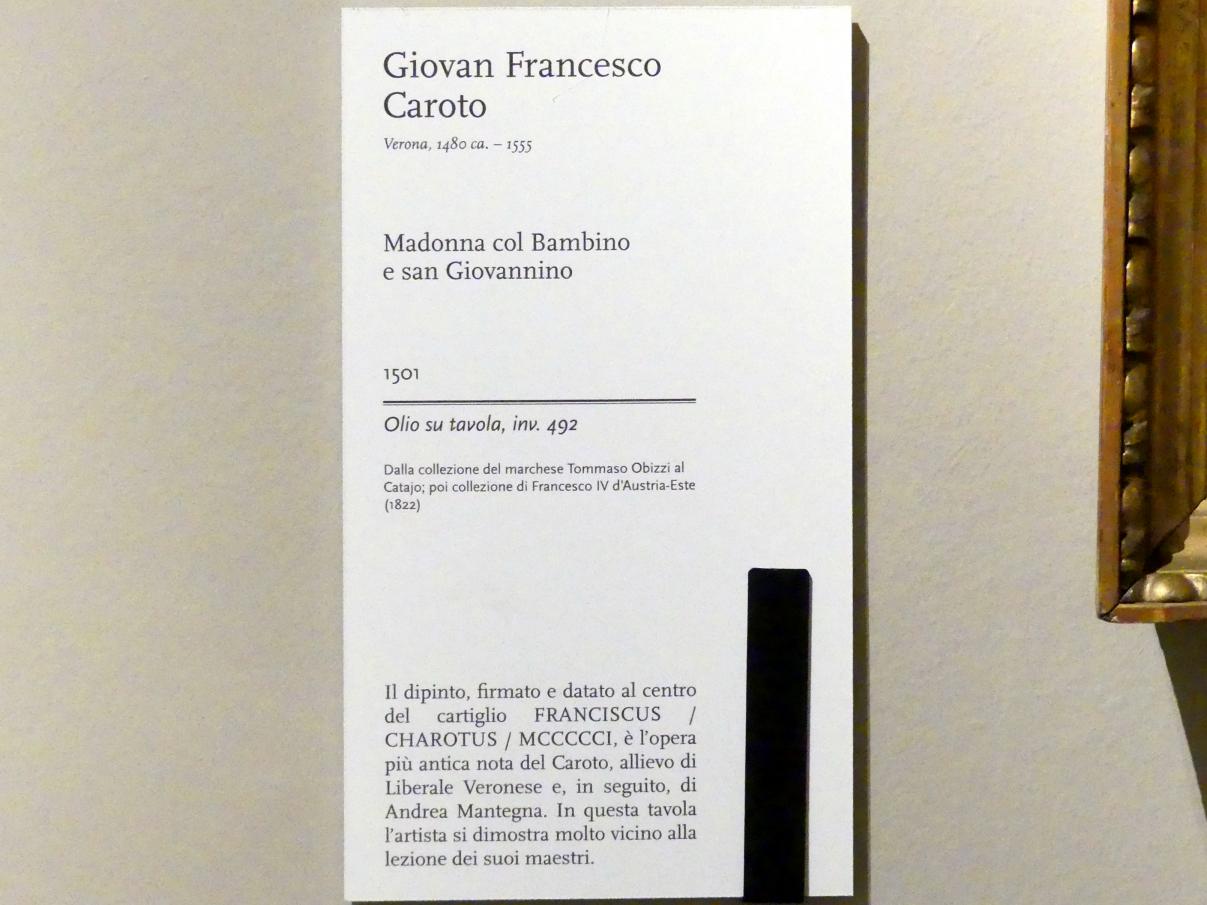 Giovan Francesco
Caroto
Verona, 1480 ca. – 1555
Madonna col Bambino
e san Giovannino
1501
Olio su tavola, inv. 492
Dalla collezione del marchese Tommaso Obizzi al
Catajo; poi collezione di Francesco IV d'Austria-Este
(1822)
Il dipinto, firmato e datato al centro
del cartiglio FRANCISCUS /
CHAROTUS / MCCCCCI, è l'opera
più antica nota del Caroto, allievo di
Liberale Veronese e, in seguito, di
Andrea Mantegna. In questa tavola
l'artista si dimostra molto vicino alla
lezione dei suoi maestri.